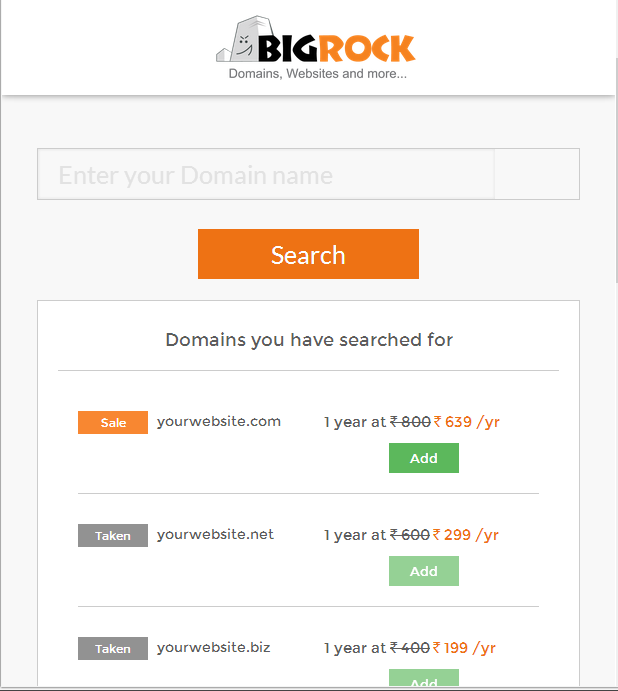 BIGROCK
Domains, Websites and more...
Enter your Domain name
Search
Domains you have searched for
Sale yourwebsite.com 1 year at ₹ 800 ₹ 639 /yr
Add
Taken yourwebsite.net 1 year at ₹ 600 ₹ 299 /yr
Add
Taken yourwebsite.biz 1 year at ₹ 400 ₹ 199 /yr
Add